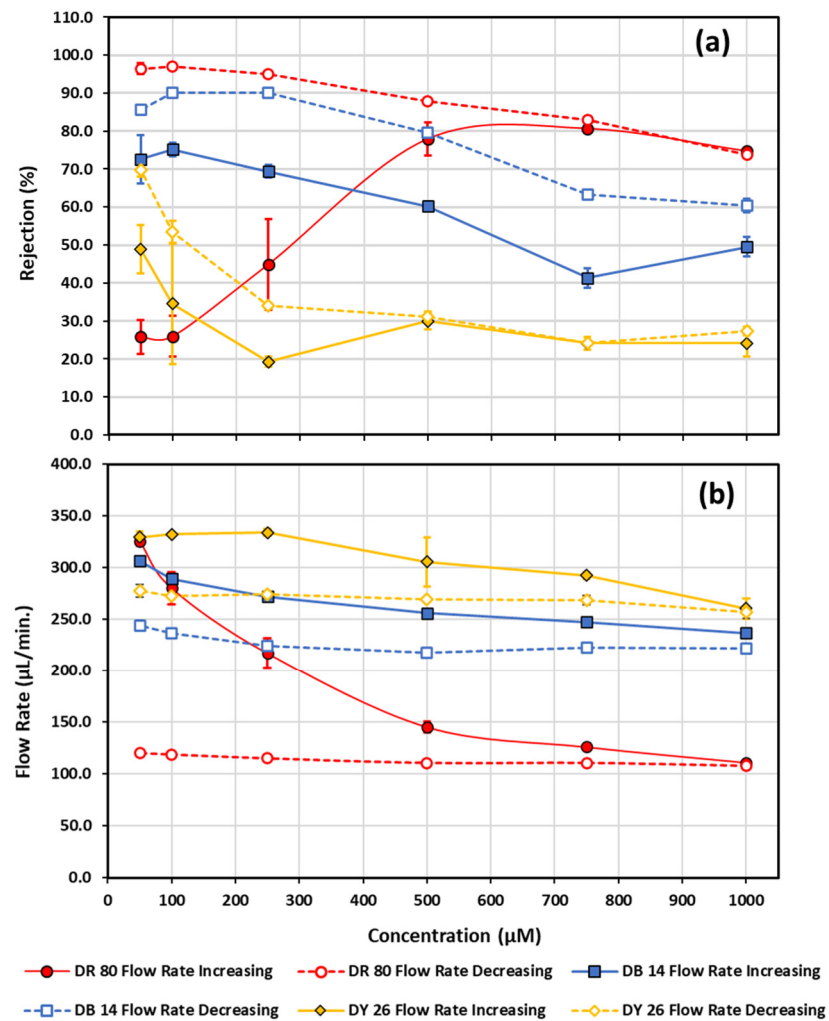 110.0
100.0
90.0
80.0
70.0
60.0
50.0
40.0
30.0
20.0
10.0
0.0
Rejection (%)
(a)
400.0
350.0
300.0
250.0
200.0
150.0
100.0
50.0
0.0
Flow Rate (µL/min.)
(b)
0 100 200 300 400 500 600 700 800 900 1000
Concentration (µM)
DR 80 Flow Rate Increasing DR 80 Flow Rate Decreasing DB 14 Flow Rate Increasing
DB 14 Flow Rate Decreasing DY 26 Flow Rate Increasing DY 26 Flow Rate Decreasing